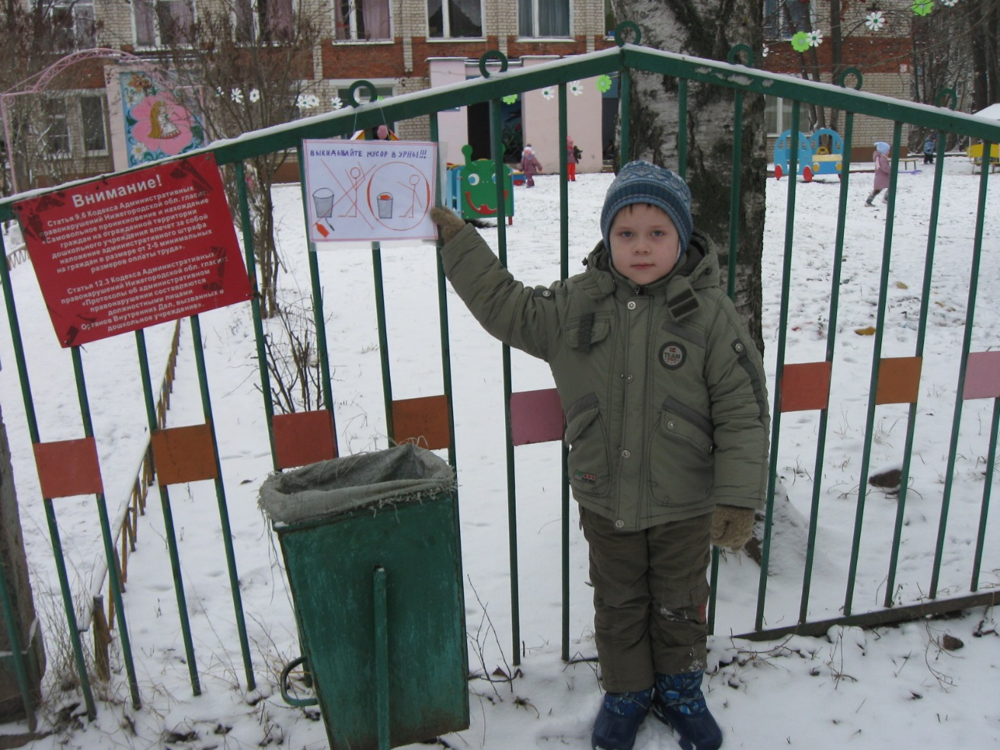 Внимание!
Статья 9.6 Кодекса Административных
правонарушений Нижегородской обл. гласит:
«Самовольное проникновение и нахождение
граждан на огражденной территории
дошкольного учреждения влечет за собой
наложение административного штрафа
на граждан в размере от 2-5 минимальных
размеров оплаты труда».
Статья 12.3 Кодекса Административных
правонарушений Нижегородской обл. гласит:
«Протоколы об административном
правонарушении составляются
должностными лицами
Органов Внутренних Дел, вызванных в
дошкольное учреждение».
ВЫКИДЫВАЙТЕ МУСОР В УРНЫ!!!
TEAM